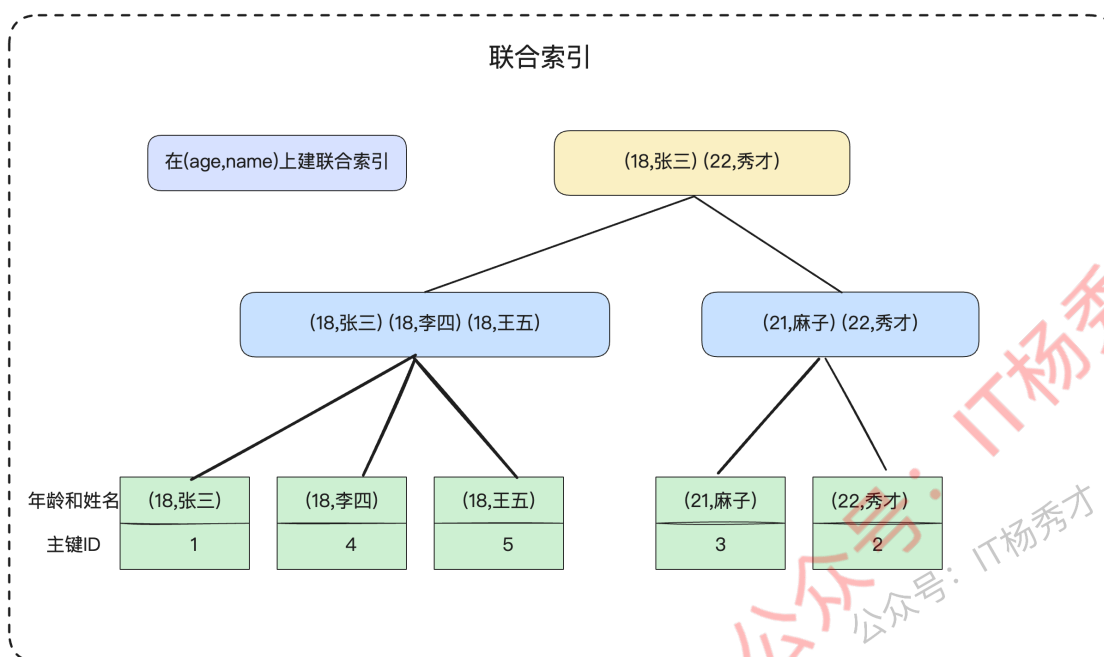 联合索引
在(age,name)上建联合索引
(18,张三) (22,秀才)
(18,张三) (18,李四) (18,王五)
(21,麻子) (22,秀才)
年龄和姓名 (18,张三) (18,李四) (18,王五) (21,麻子) (22,秀才)
主键ID 1 4 5 3 2
公众号：IT杨秀
公众号：IT杨秀才